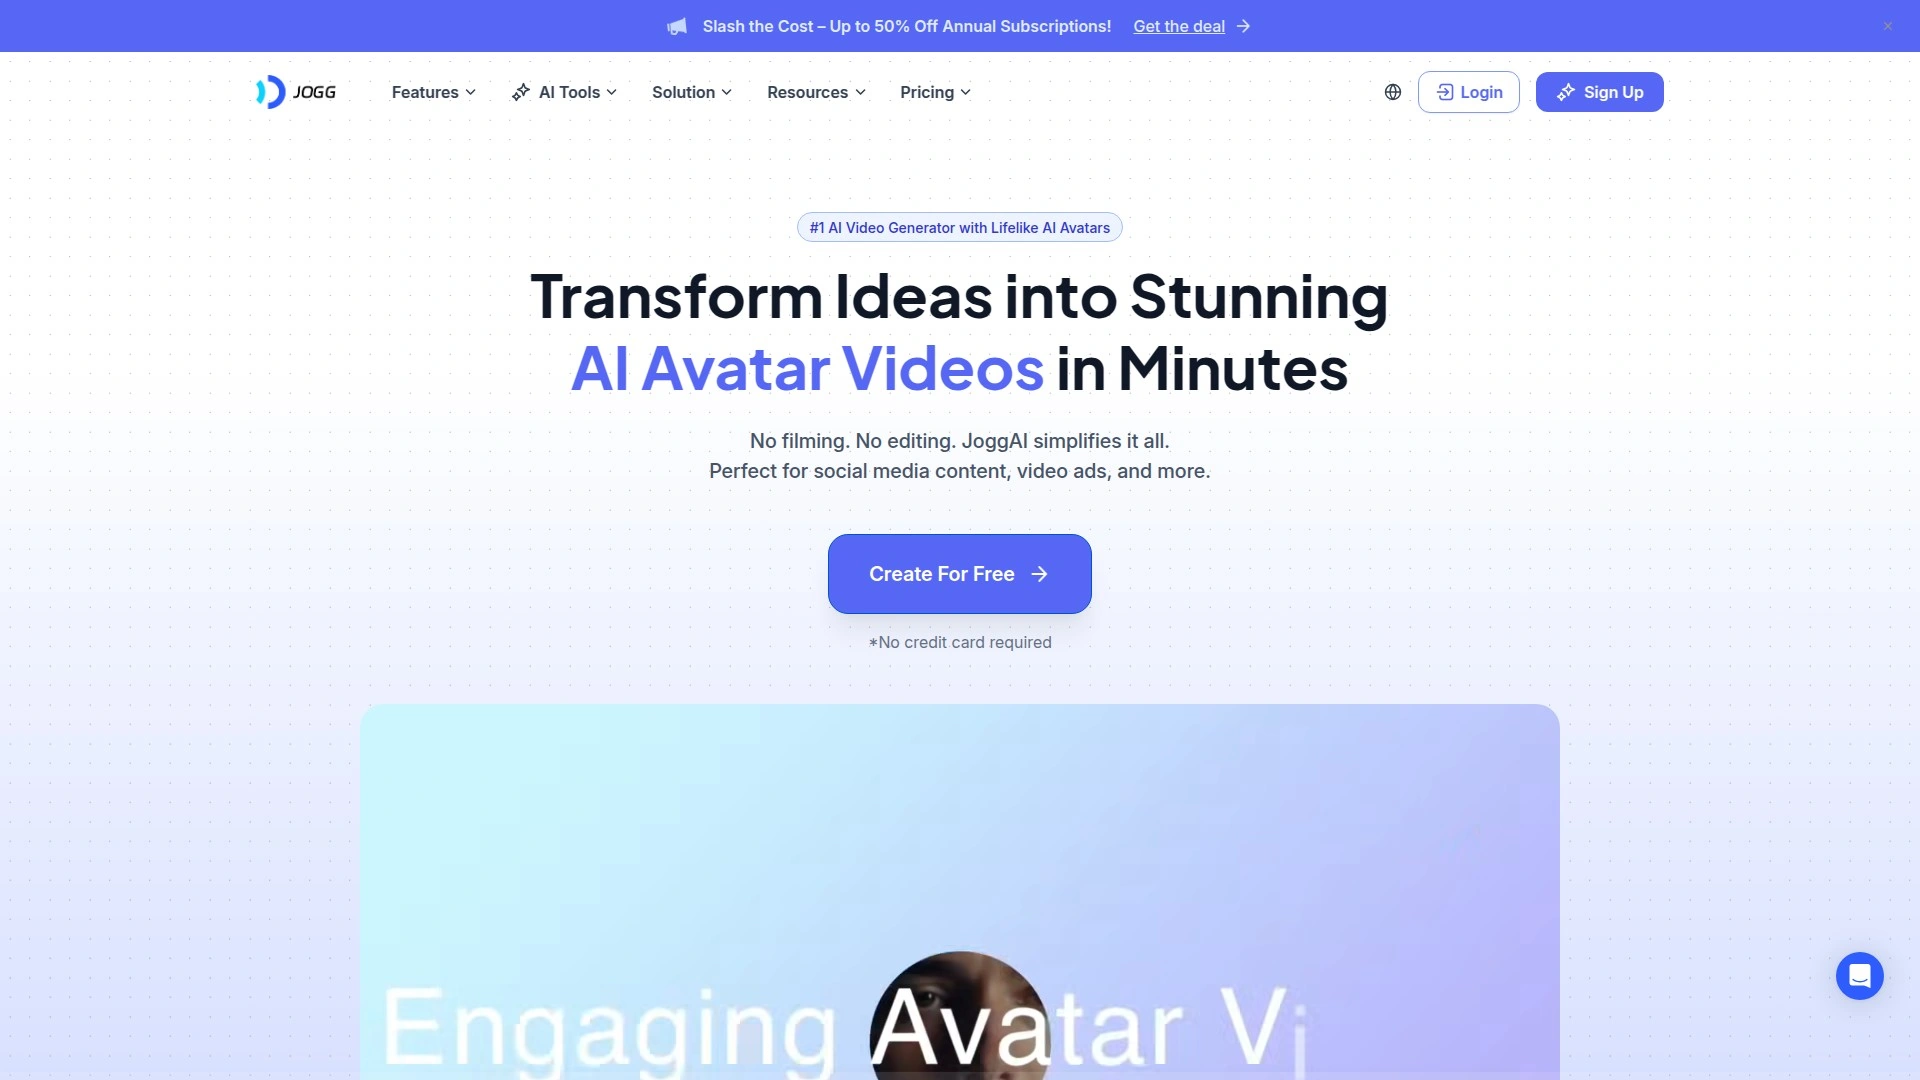 Slash the Cost – Up to 50% Off Annual Subscriptions! Get the deal
JOGG
Features
AI Tools
Solution
Resources
Pricing
Login
Sign Up
#1 AI Video Generator with Lifelike AI Avatars
Transform Ideas into Stunning
AI Avatar Videos in Minutes
No filming. No editing. JoggAI simplifies it all.
Perfect for social media content, video ads, and more.
Create For Free
*No credit card required
Engaging Avatar Vi